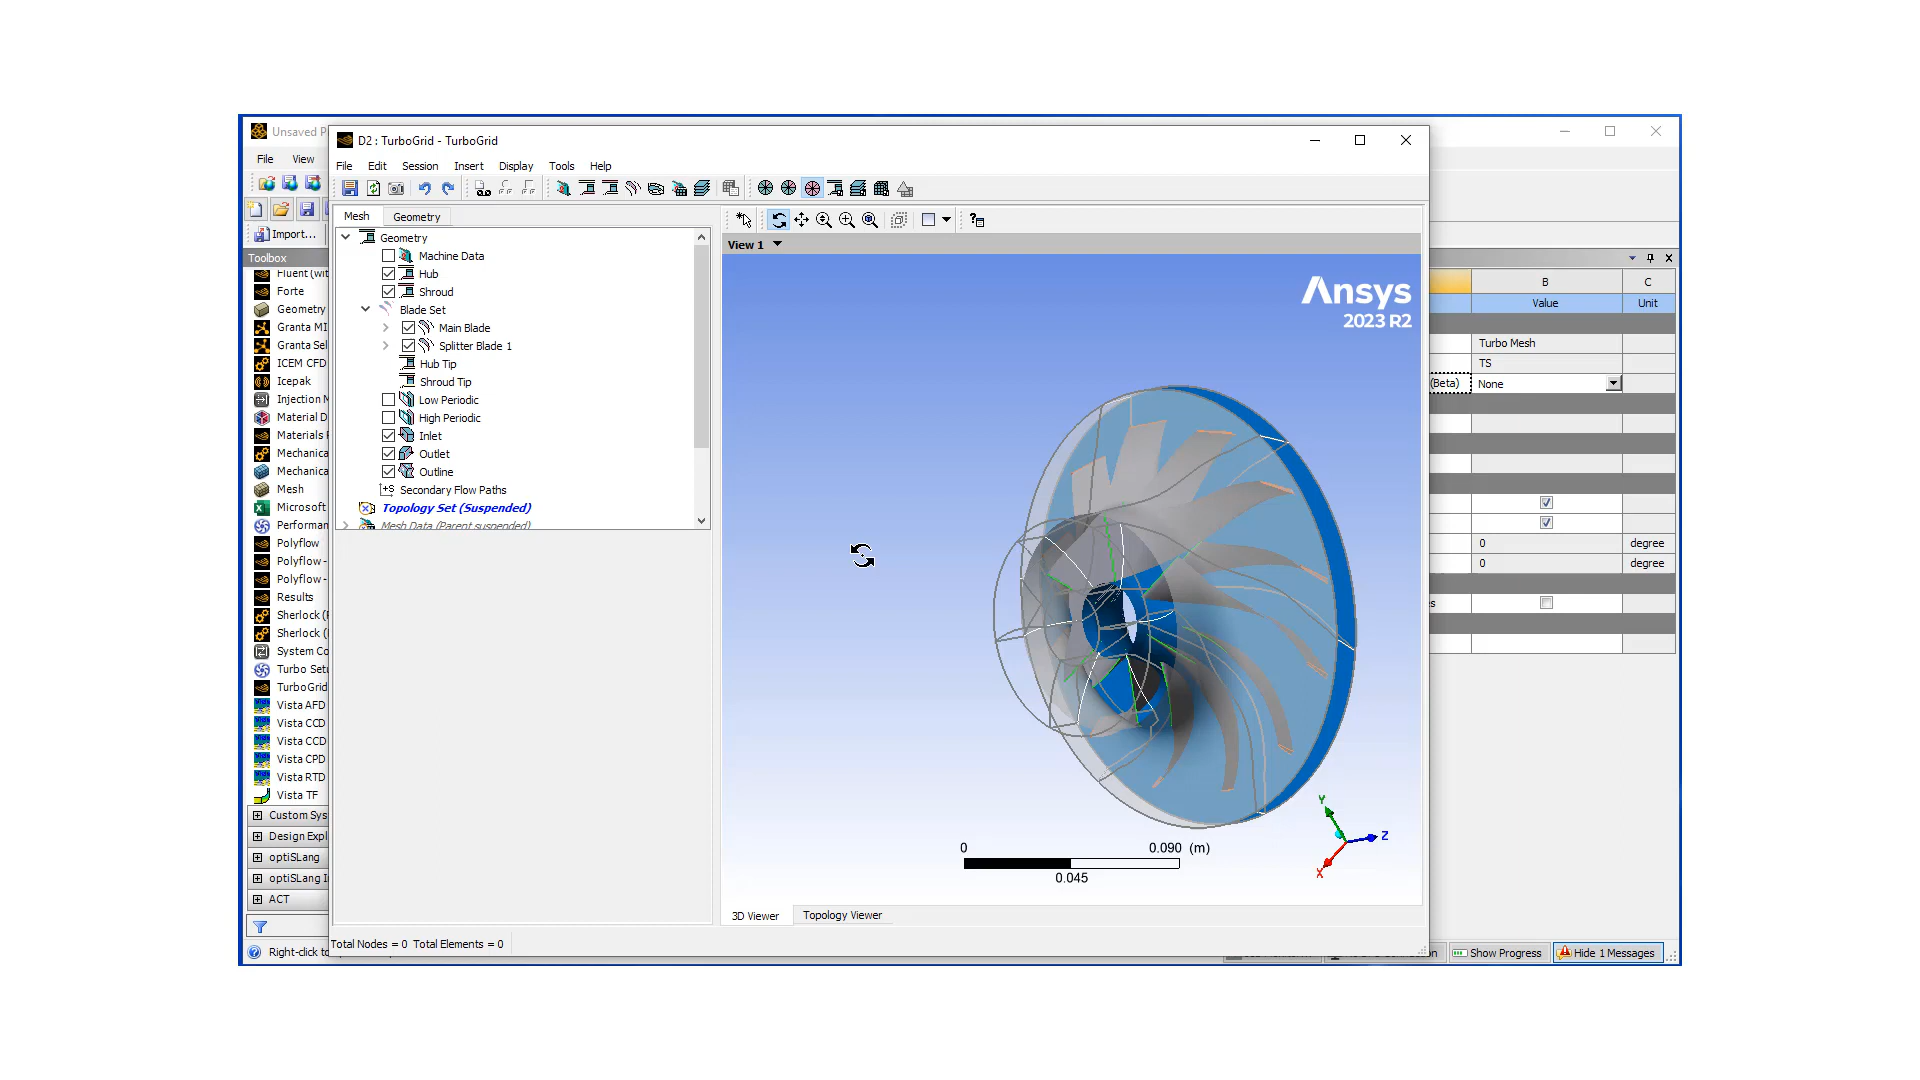 Unsaved P
File View
Import...
Toolbox
Fluent (wit
Forte
Geometry
Granta MI
Granta Sel
ICEM CFD
Icepak
Injection M
Material D
Materials P
Mechanica
Mechanica
Mesh
Microsoft
Performan
Polyflow
Polyflow -
Polyflow -
Results
Sherlock (P
Sherlock (
System Co
Turbo Setu
TurboGrid
Vista AFD
Vista CCD
Vista CCD
Vista CPD
Vista RTD
Vista TF
Custom Sys
Design Expl
optiSLang
optiSLang I
ACT
Right-click to
D2 : TurboGrid - TurboGrid
File Edit Session Insert Display Tools Help
Mesh Geometry
Geometry
Machine Data
Hub
Shroud
Blade Set
Main Blade
Splitter Blade 1
Hub Tip
Shroud Tip
Low Periodic
High Periodic
Inlet
Outlet
Outline
Secondary Flow Paths
Topology Set (Suspended)
Mesh Data (Parent suspended)
Total Nodes = 0 Total Elements = 0
View 1
Ansys
2023 R2
0 0.090 (m)
0.045
Y
Z
X
3D Viewer Topology Viewer
B C
Value Unit
Turbo Mesh
TS
(Beta) None
0 degree
0 degree
s
Show Progress Hide 1 Messages